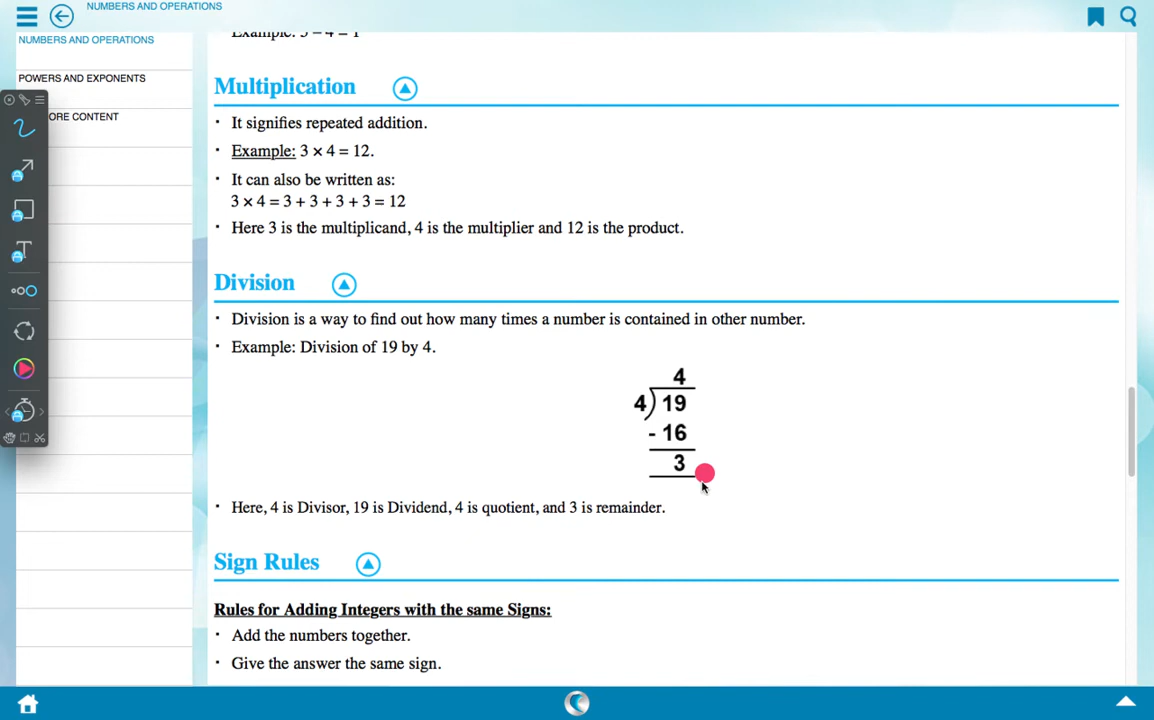 NUMBERS AND OPERATIONS
NUMBERS AND OPERATIONS
POWERS AND EXPONENTS
ORE CONTENT
Multiplication
· It signifies repeated addition.
· Example: 3 × 4 = 12.
· It can also be written as:
3 × 4 = 3 + 3 + 3 + 3 = 12
· Here 3 is the multiplicand, 4 is the multiplier and 12 is the product.
Division
· Division is a way to find out how many times a number is contained in other number.
· Example: Division of 19 by 4.
4
4) 19
- 16
3
· Here, 4 is Divisor, 19 is Dividend, 4 is quotient, and 3 is remainder.
Sign Rules
Rules for Adding Integers with the same Signs:
· Add the numbers together.
· Give the answer the same sign.